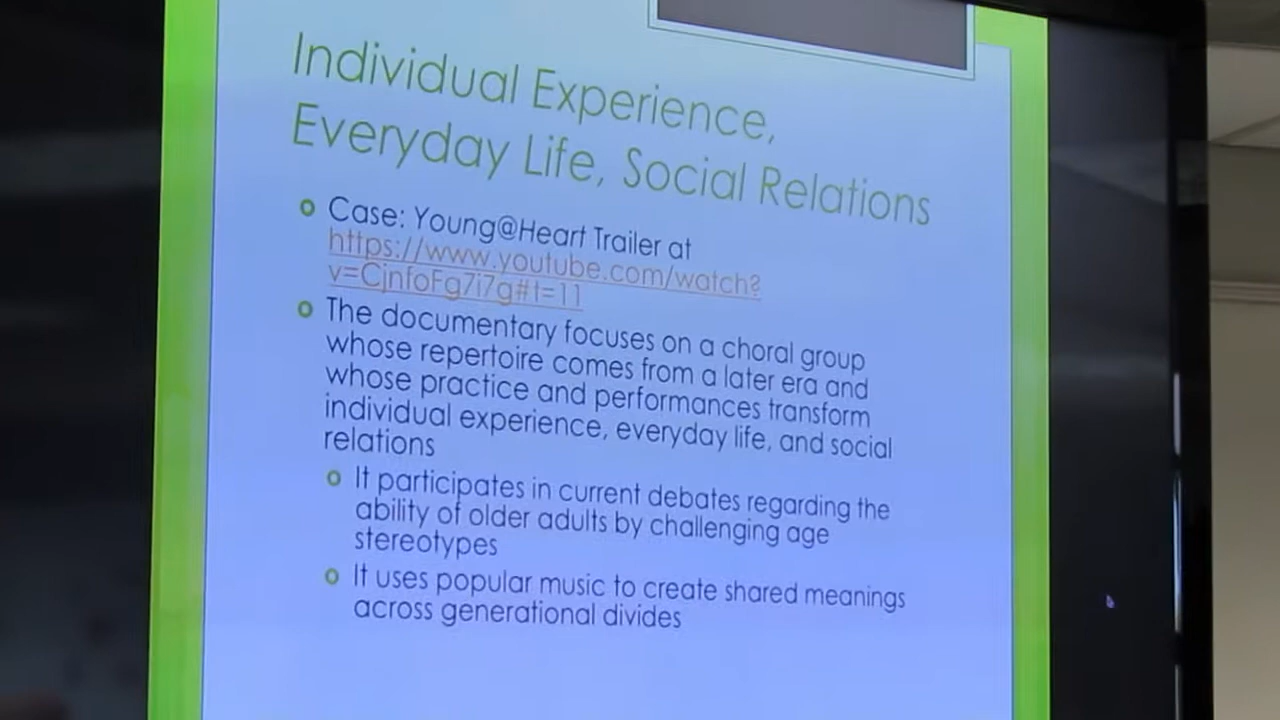 Individual Experience,
Everyday Life, Social Relations
Case: Young@Heart Trailer at
https://www.youtube.com/watch?
v=CjnfoFg7i7g#t=11
The documentary focuses on a choral group
whose repertoire comes from a later era and
whose practice and performances transform
individual experience, everyday life, and social
relations
It participates in current debates regarding the
ability of older adults by challenging age
stereotypes
It uses popular music to create shared meanings
across generational divides